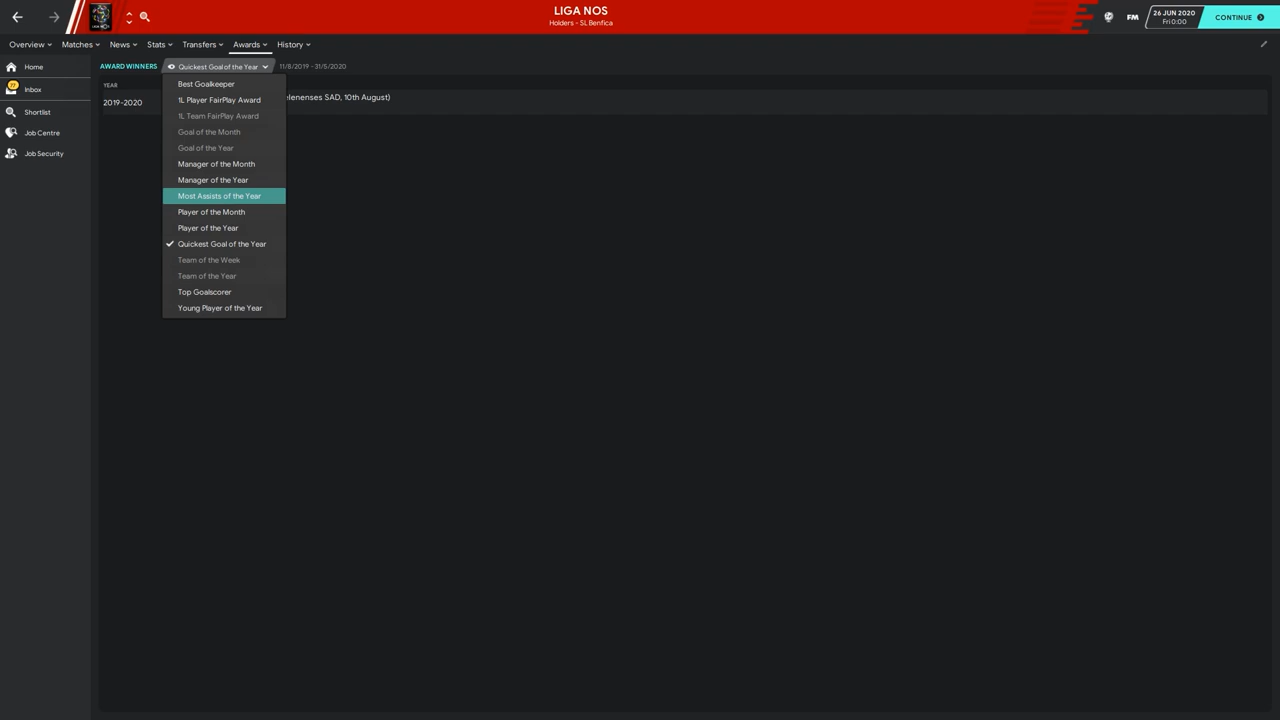 LIGA NOS
Holders - SL Benfica
26 JUN 2020
Fri 0:00
FM
CONTINUE
Overview
Matches
News
Stats
Transfers
Awards
History
Home
Inbox
Shortlist
Job Centre
Job Security
AWARD WINNERS
Quickest Goal of the Year
11/8/2019 - 31/5/2020
YEAR
2019-2020
SAD, 10th August)
Best Goalkeeper
1L Player FairPlay Award
1L Team FairPlay Award
Goal of the Month
Goal of the Year
Manager of the Month
Manager of the Year
Most Assists of the Year
Player of the Month
Player of the Year
Quickest Goal of the Year
Team of the Week
Team of the Year
Top Goalscorer
Young Player of the Year